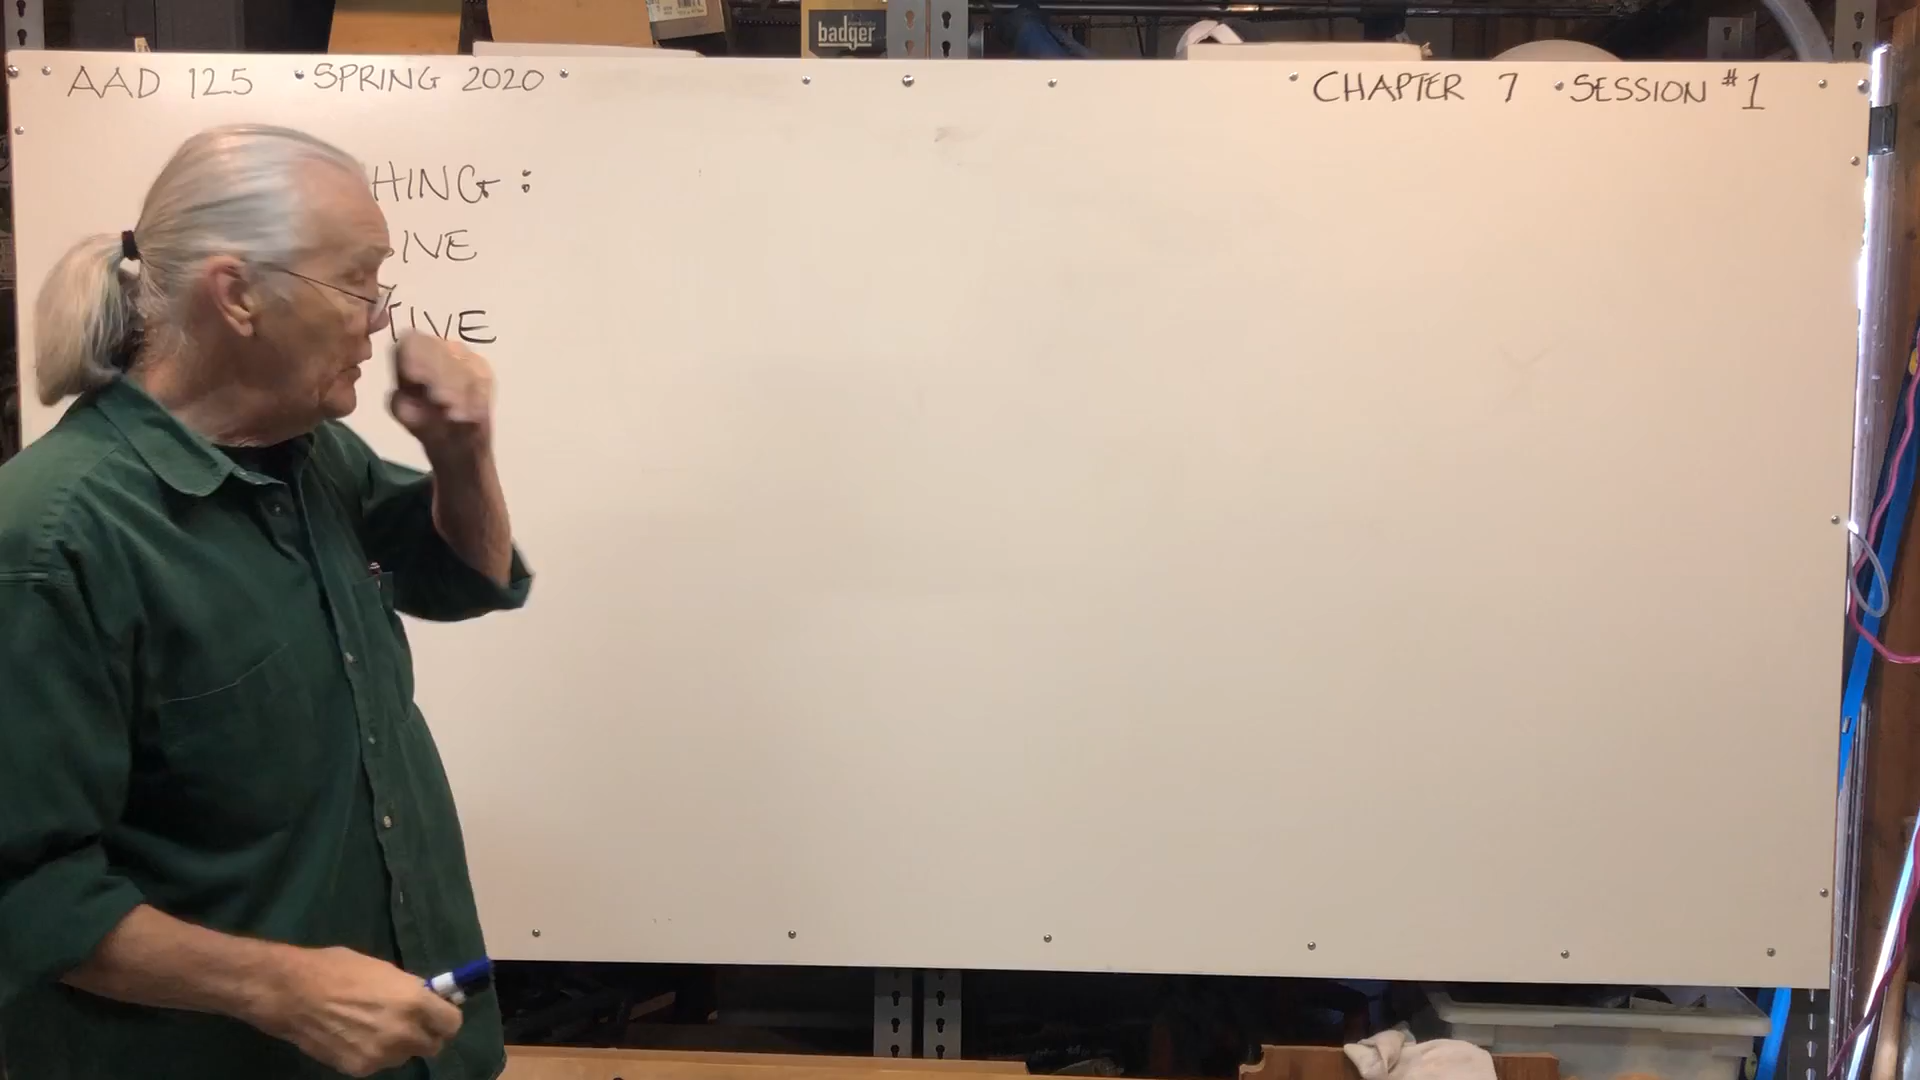 badger
AAD 125 • SPRING 2020
CHAPTER 7 • SESSION #1
HING :
IVE
TIVE